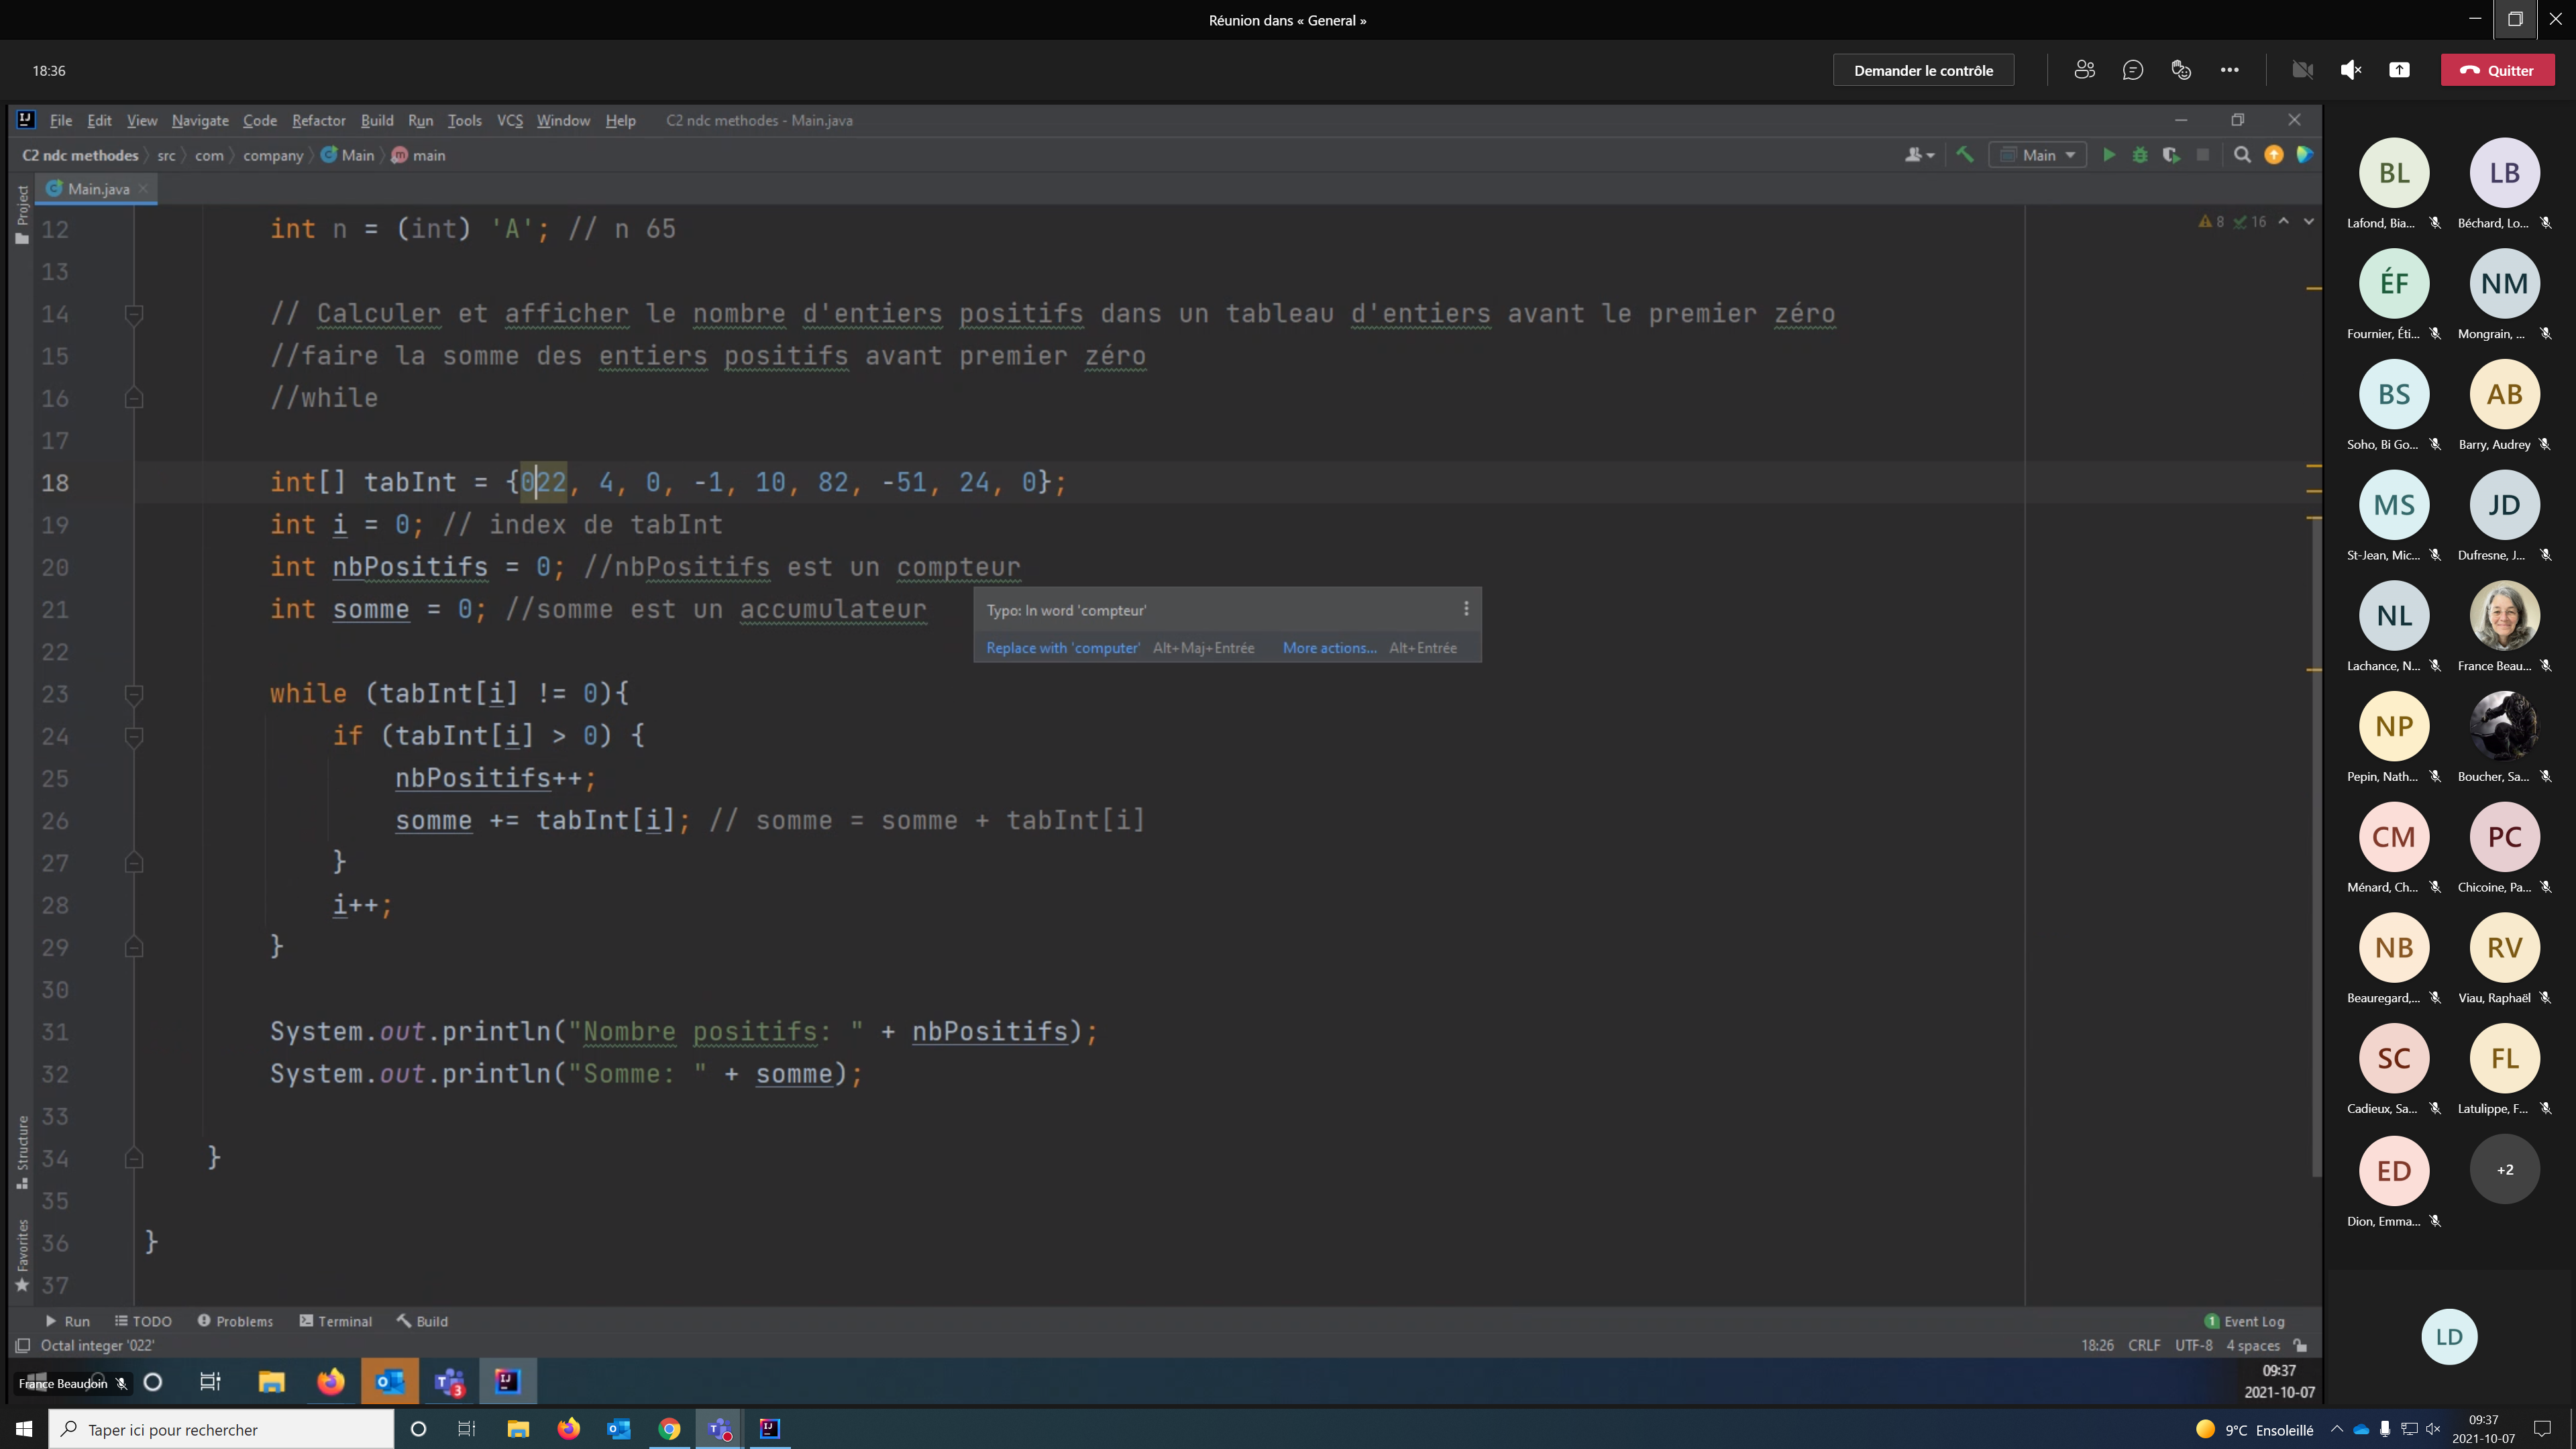 Réunion dans « General »
18:36
Demander le contrôle
Quitter
File Edit View Navigate Code Refactor Build Run Tools VCS Window Help C2 ndc methodes - Main.java
C2 ndc methodes src com company Main main
Main
Project
Main.java
8 16
12 int n = (int) 'A'; // n 65
13
14 // Calculer et afficher le nombre d'entiers positifs dans un tableau d'entiers avant le premier zéro
15 //faire la somme des entiers positifs avant premier zéro
16 //while
17
18 int[] tabInt = {022, 4, 0, -1, 10, 82, -51, 24, 0};
19 int i = 0; // index de tabInt
20 int nbPositifs = 0; //nbPositifs est un compteur
21 int somme = 0; //somme est un accumulateur
Typo: In word 'compteur'
Replace with 'computer' Alt+Maj+Entrée More actions... Alt+Entrée
22
23 while (tabInt[i] != 0){
24 if (tabInt[i] > 0) {
25 nbPositifs++;
26 somme += tabInt[i]; // somme = somme + tabInt[i]
27 }
28 i++;
29 }
30
31 System.out.println("Nombre positifs: " + nbPositifs);
32 System.out.println("Somme: " + somme);
33
34 }
35
36 }
37
Structure
Favorites
Run TODO Problems Terminal Build
1 Event Log
Octal integer '022'
18:26 CRLF UTF-8 4 spaces
France Beaudoin
3
09:37
2021-10-07
BL LB
Lafond, Bia... Béchard, Lo...
ÉF NM
Fournier, Éti... Mongrain, ...
BS AB
Soho, Bi Go... Barry, Audrey
MS JD
St-Jean, Mic... Dufresne, J...
NL
Lachance, N... France Beau...
NP
Pepin, Nath... Boucher, Sa...
CM PC
Ménard, Ch... Chicoine, Pa...
NB RV
Beauregard,... Viau, Raphaël
SC FL
Cadieux, Sa... Latulippe, F...
ED +2
Dion, Emma...
LD
Taper ici pour rechercher
9°C Ensoleillé
09:37
2021-10-07